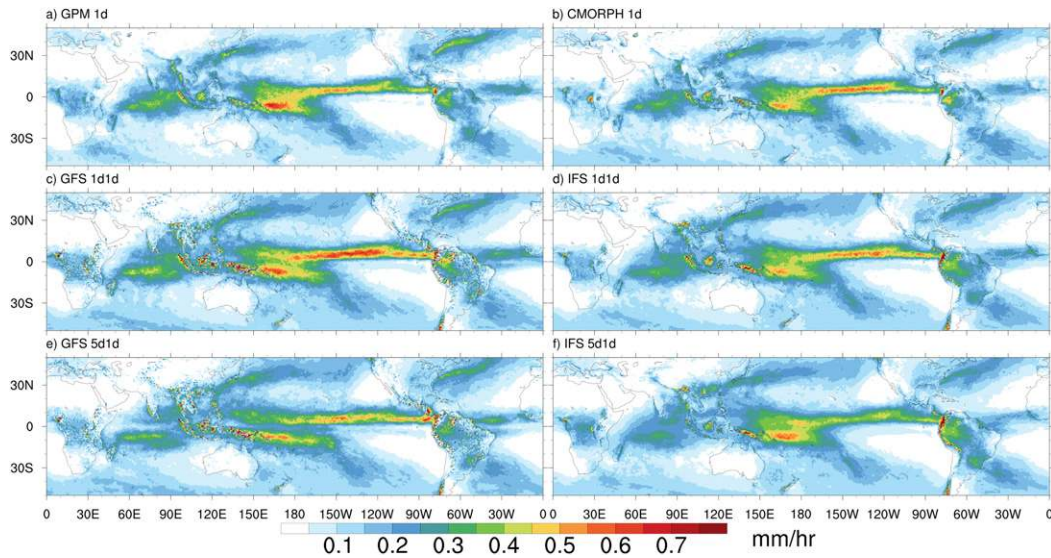 a) GPM 1d
b) CMORPH 1d
30N
0
30S
c) GFS 1d1d
d) IFS 1d1d
30N
0
30S
e) GFS 5d1d
f) IFS 5d1d
30N
0
30S
0 30E 60E 90E 120E 150E 180 150W 120W 90W 60W 30W 0 0 30E 60E 90E 120E 150E 180 150W 120W 90W 60W 30W 0
0.1 0.2 0.3 0.4 0.5 0.6 0.7 mm/hr